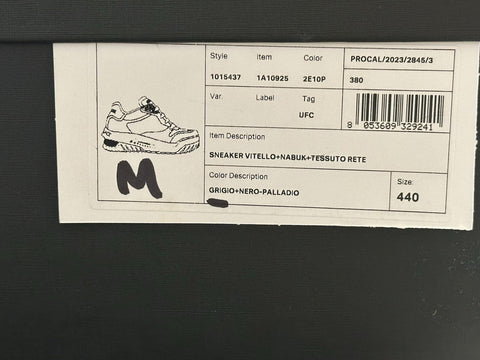 Style Item Color PROCAL/2023/2845/3
1015437 1A10925 2E10P 380
Var. Label Tag
UFC
8 053609 329241
Item Description
SNEAKER VITELLO+NABUK+TESSUTO RETE
Color Description
GRIGIO+NERO-PALLADIO
Size:
440
M